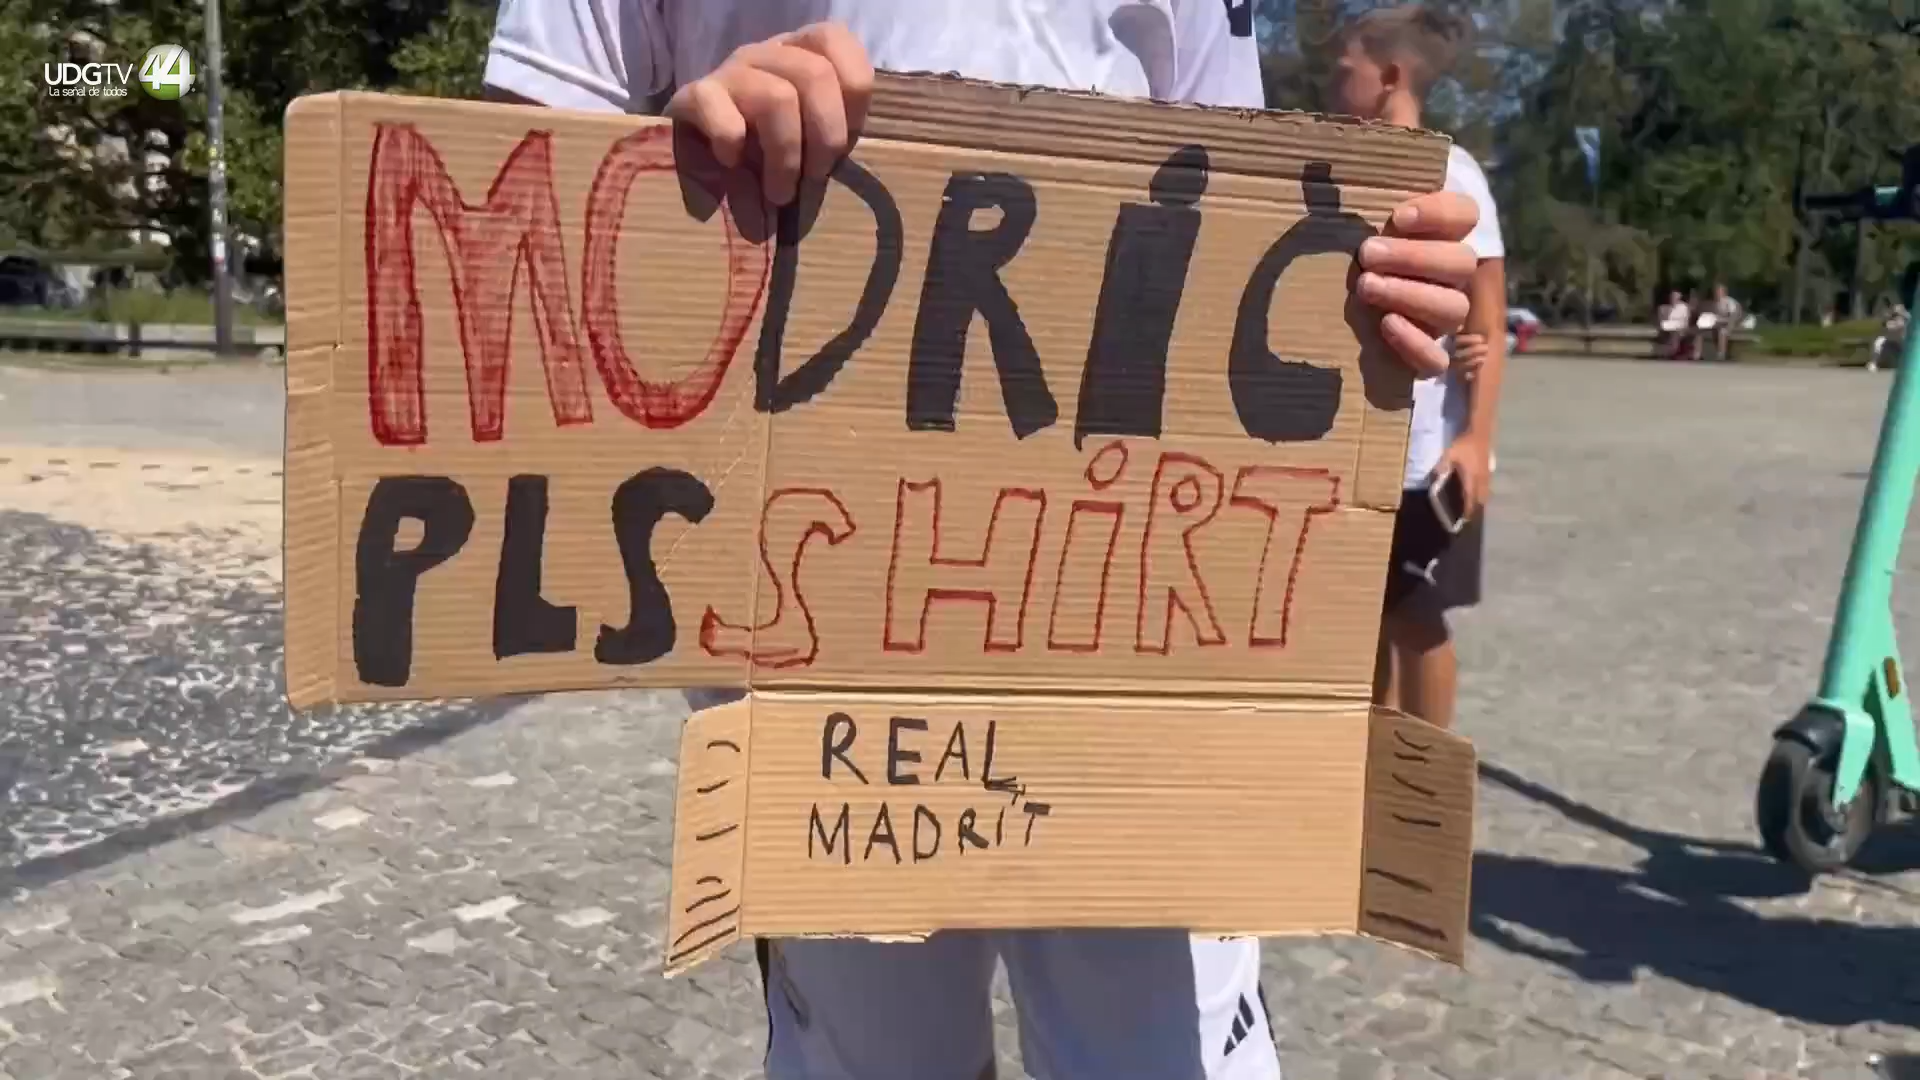 UDGTV 44
La señal de todos
MODRIĆ
PLS SHIRT
REAL
MADRIT